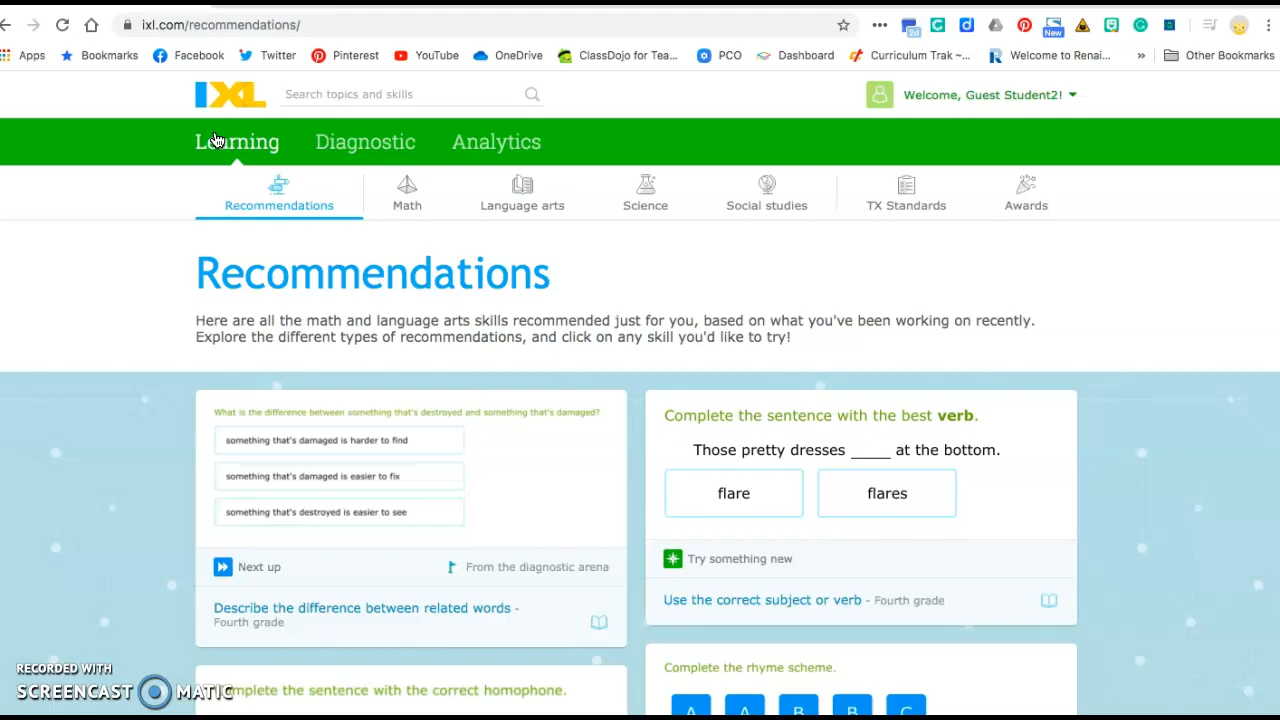 ixl.com/recommendations/
2d
New
Apps
Bookmarks
Facebook
Twitter
Pinterest
YouTube
OneDrive
ClassDojo for Tea...
PCO
Dashboard
Curriculum Trak ~...
Welcome to Renai...
»
Other Bookmarks
IXL
Search topics and skills
Welcome, Guest Student2!
Learning
Diagnostic
Analytics
Recommendations
Math
Language arts
Science
Social studies
TX Standards
Awards
Recommendations
Here are all the math and language arts skills recommended just for you, based on what you've been working on recently.
Explore the different types of recommendations, and click on any skill you'd like to try!
What is the difference between something that's destroyed and something that's damaged?
something that's damaged is harder to find
something that's damaged is easier to fix
something that's destroyed is easier to see
Next up
From the diagnostic arena
Describe the difference between related words -
Fourth grade
Complete the sentence with the best verb.
Those pretty dresses _____ at the bottom.
flare
flares
Try something new
Use the correct subject or verb - Fourth grade
Complete the sentence with the correct homophone.
Complete the rhyme scheme.
A A B B C
RECORDED WITH
SCREENCAST MATIC